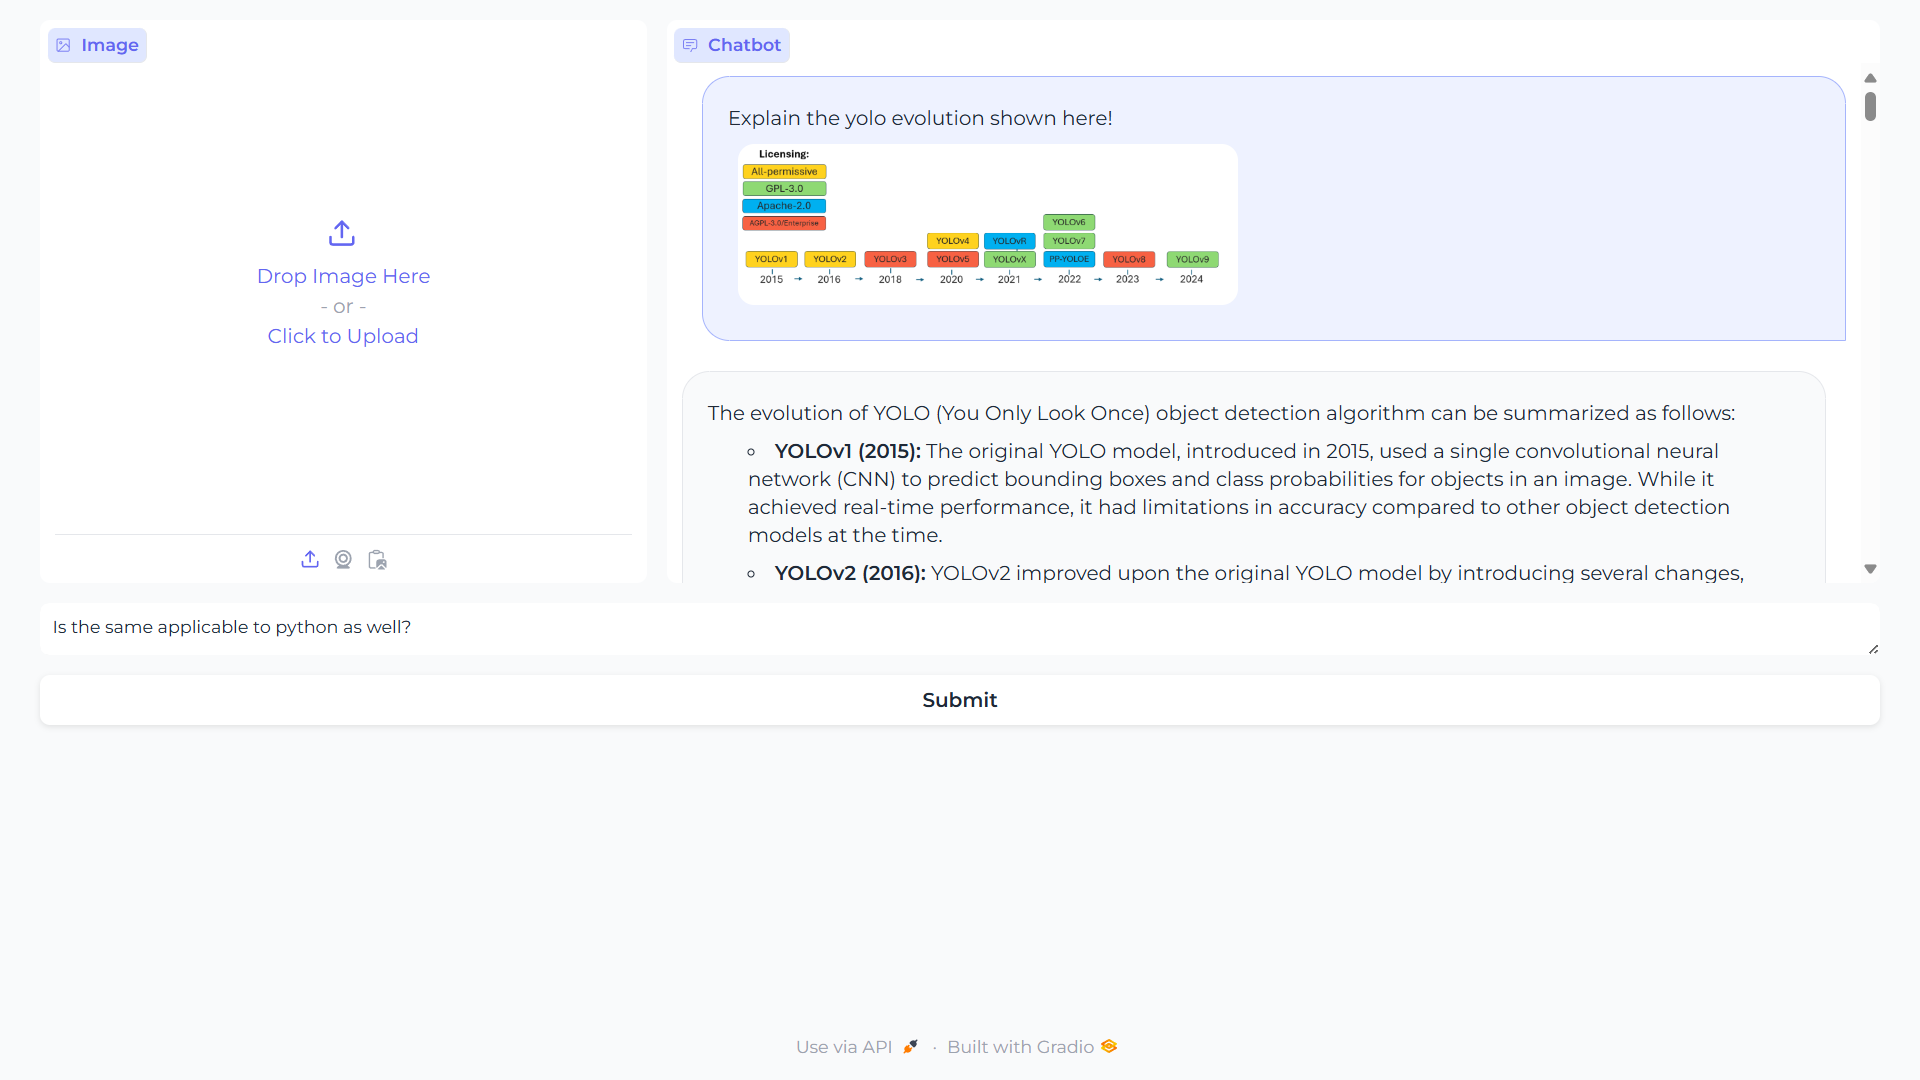 Image
Drop Image Here
- or -
Click to Upload
Chatbot
Explain the yolo evolution shown here!
Licensing:
All-permissive
GPL-3.0
Apache-2.0
AGPL-3.0/Enterprise
YOLOv6
YOLOv4 YOLOvR YOLOv7
YOLOv1 YOLOv2 YOLOv3 YOLOv5 YOLOvX PP-YOLOE YOLOv8 YOLOv9
2015 → 2016 → 2018 → 2020 → 2021 → 2022 → 2023 → 2024
The evolution of YOLO (You Only Look Once) object detection algorithm can be summarized as follows:
YOLOv1 (2015): The original YOLO model, introduced in 2015, used a single convolutional neural
network (CNN) to predict bounding boxes and class probabilities for objects in an image. While it
achieved real-time performance, it had limitations in accuracy compared to other object detection
models at the time.
YOLOv2 (2016): YOLOv2 improved upon the original YOLO model by introducing several changes,
Is the same applicable to python as well?
Submit
Use via API · Built with Gradio